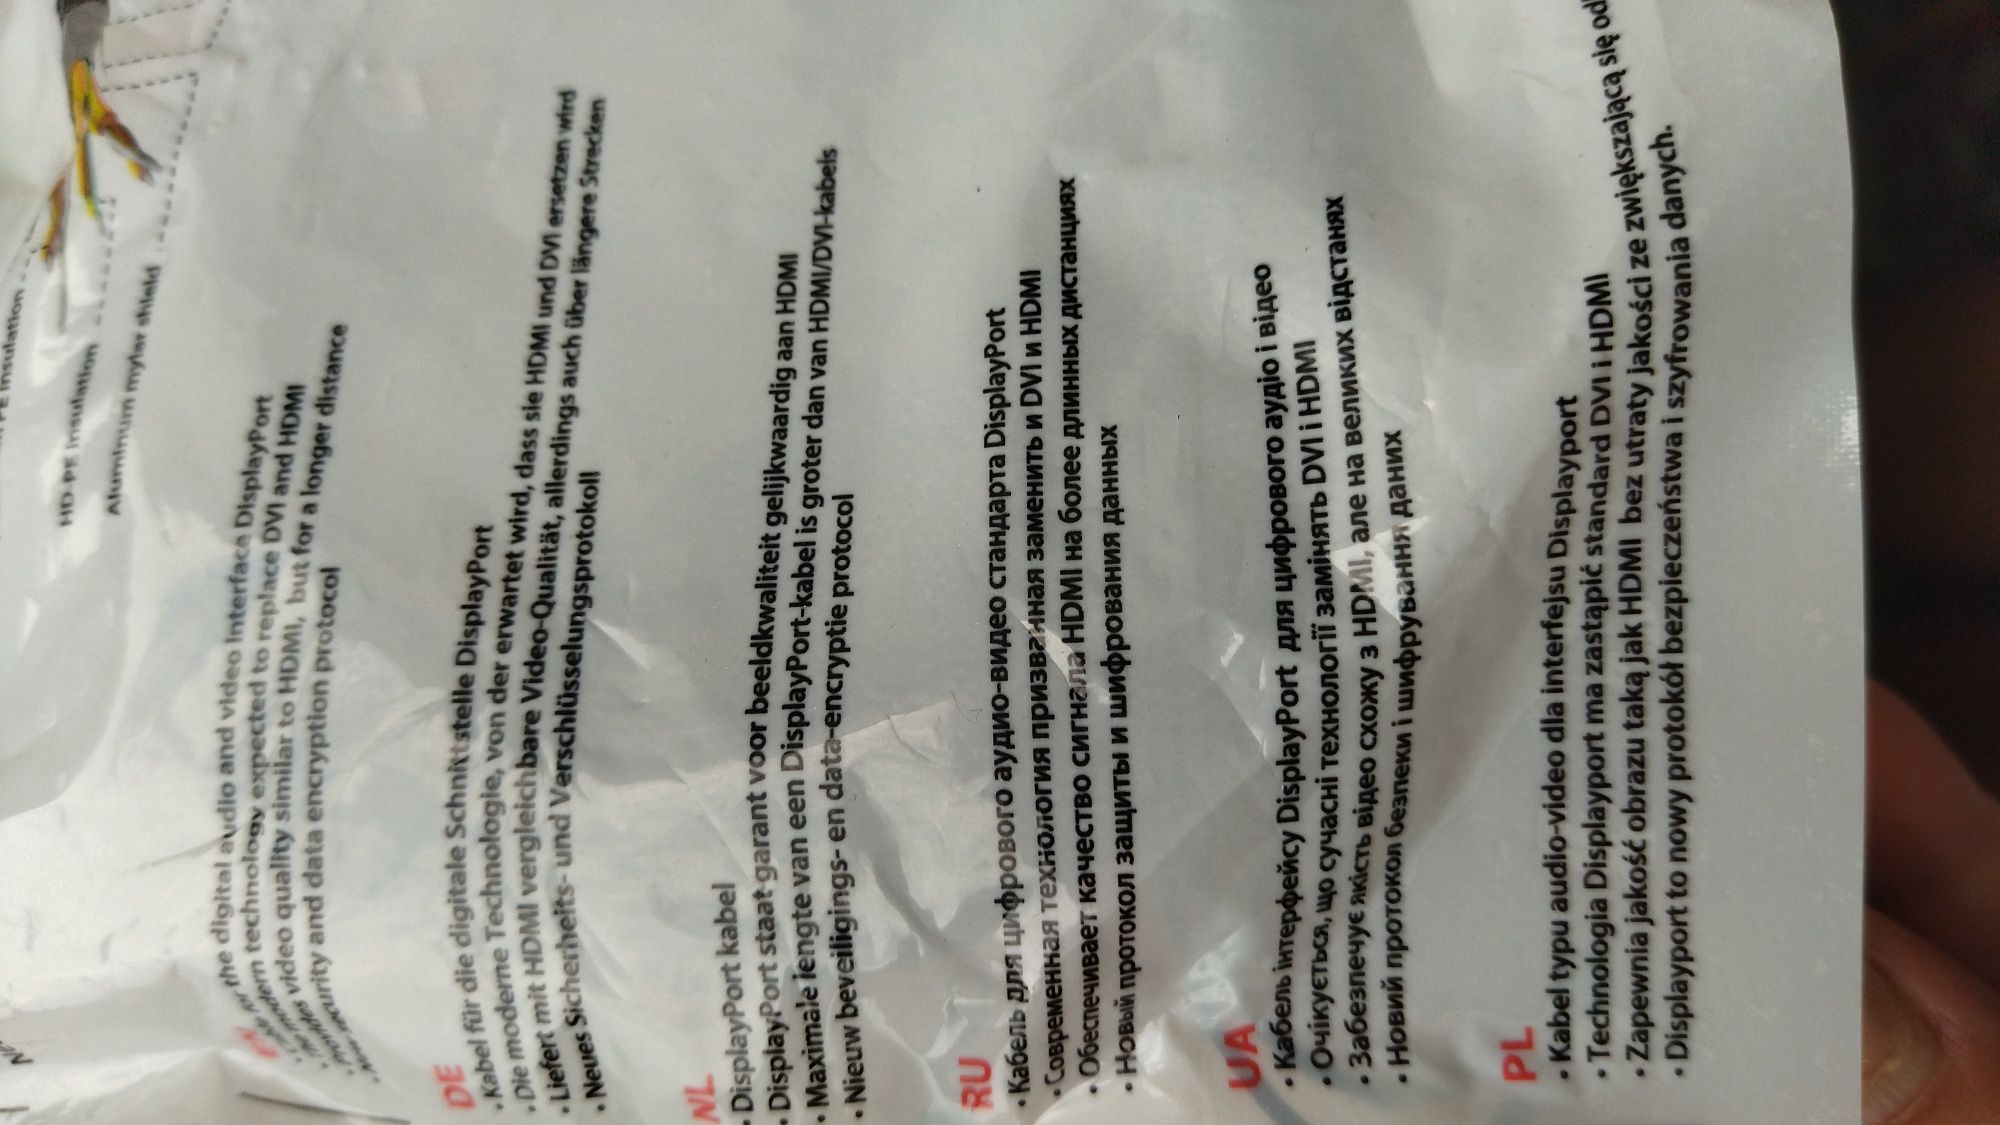 PE Insulation
HD-PE Insulation
Aluminum mylar shield
EN
the digital audio and video interface DisplayPort
modern technology expected to replace DVI and HDMI
video quality similar to HDMI, but for a longer distance
security and data encryption protocol
DE
• Kabel für die digitale Schnittstelle DisplayPort
• Die moderne Technologie, von der erwartet wird, dass sie HDMI und DVI ersetzen wird
• Liefert mit HDMI vergleichbare Video-Qualität, allerdings auch über längere Strecken
• Neues Sicherheits- und Verschlüsselungsprotokoll
NL
• DisplayPort kabel
• DisplayPort staat garant voor beeldkwaliteit gelijkwaardig aan HDMI
• Maximale lengte van een DisplayPort-kabel is groter dan van HDMI/DVI-kabels
• Nieuw beveiligings- en data-encryptie protocol
RU
• Кабель для цифрового аудио-видео стандарта DisplayPort
• Современная технология призванная заменить и DVI и HDMI
• Обеспечивает качество сигнала HDMI на более длинных дистанциях
• Новый протокол защиты и шифрования данных
UA
• Кабель інтерфейсу DisplayPort для цифрового аудіо і відео
• Очікується, що сучасні технології замінять DVI і HDMI
• Забезпечує якість відео схожу з HDMI, але на великих відстанях
• Новий протокол безпеки і шифрування даних
PL
• Kabel typu audio-video dla interfejsu Displayport
• Technologia Displayport ma zastąpić standard DVI i HDMI
• Zapewnia jakość obrazu taką jak HDMI bez utraty jakości ze zwiększającą się od
• Displayport to nowy protokół bezpieczeństwa i szyfrowania danych.